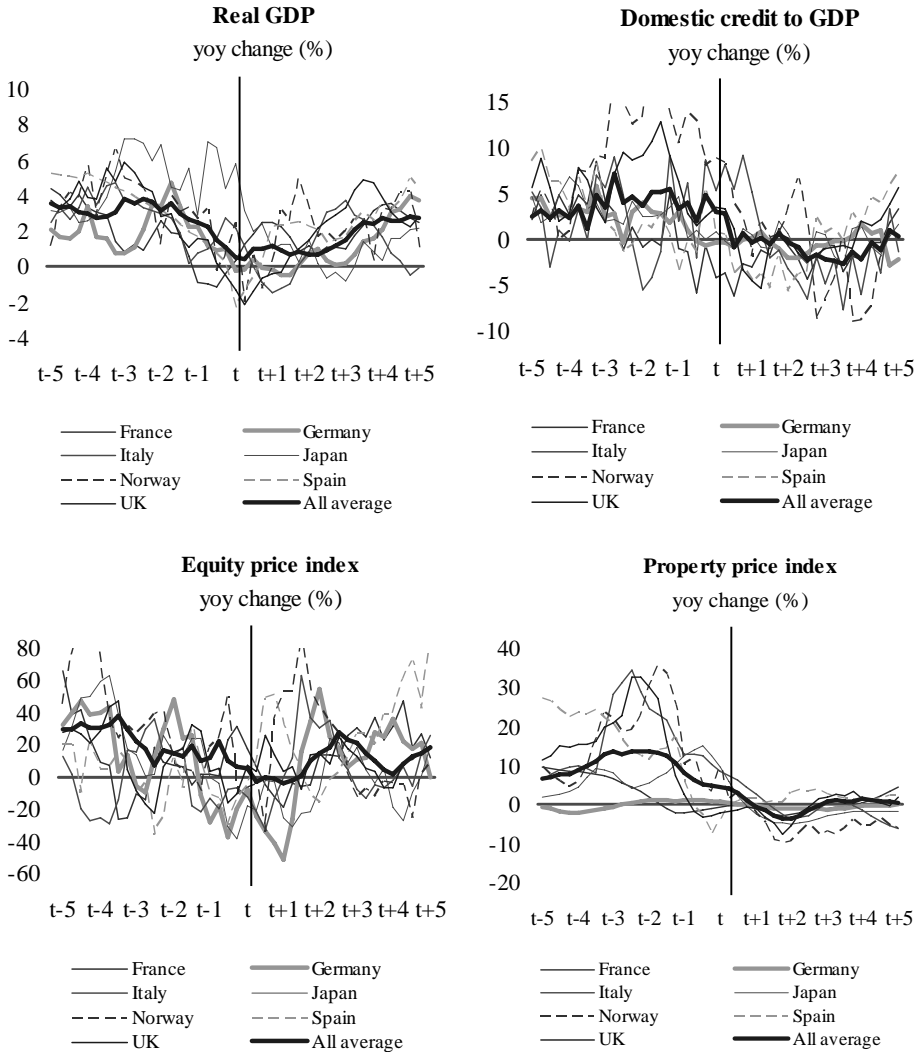 Real GDP
yoy change (%)
10
8
6
4
2
0
-2
-4
t-5 t-4 t-3 t-2 t-1 t t+1 t+2 t+3 t+4 t+5
France Germany
Italy Japan
Norway Spain
UK All average
Domestic credit to GDP
yoy change (%)
15
10
5
0
-5
-10
t-5 t-4 t-3 t-2 t-1 t t+1 t+2 t+3 t+4 t+5
France Germany
Italy Japan
Norway Spain
UK All average
Equity price index
yoy change (%)
80
60
40
20
0
-20
-40
-60
t-5 t-4 t-3 t-2 t-1 t t+1 t+2 t+3 t+4 t+5
France Germany
Italy Japan
Norway Spain
UK All average
Property price index
yoy change (%)
40
30
20
10
0
-10
-20
t-5 t-4 t-3 t-2 t-1 t t+1 t+2 t+3 t+4 t+5
France Germany
Italy Japan
Norway Spain
UK All average